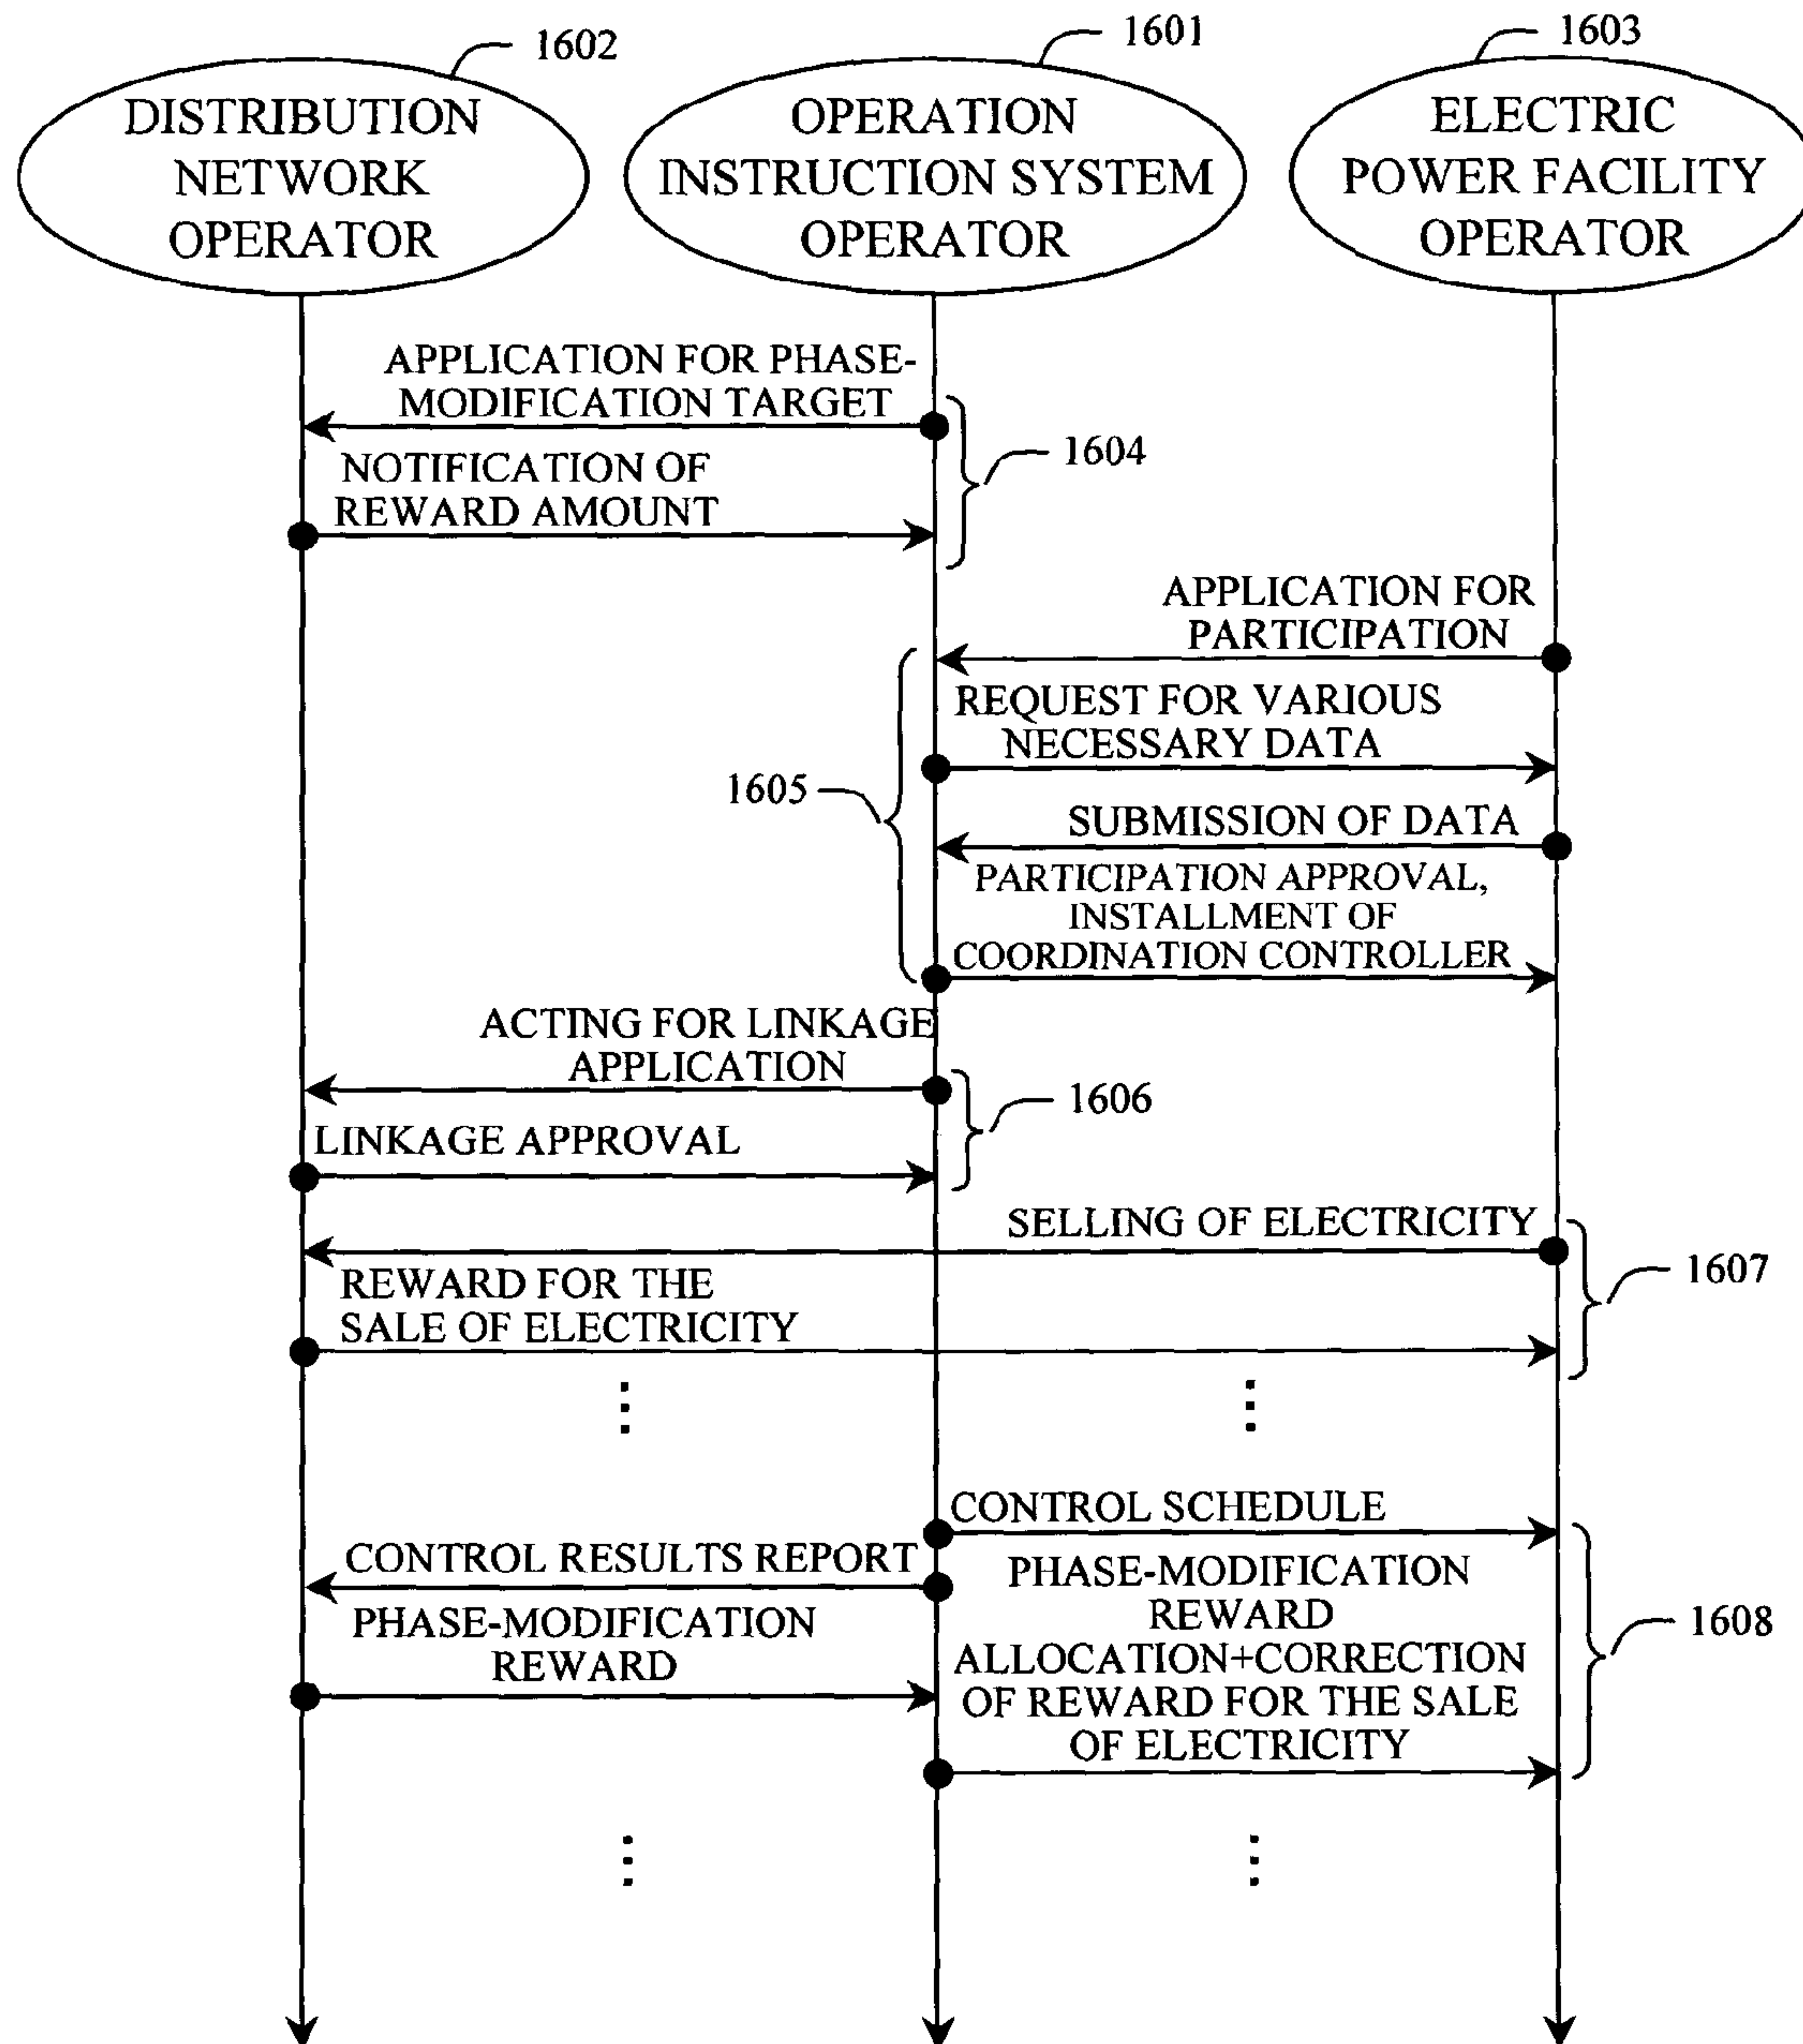 1602
1601
1603
DISTRIBUTION
NETWORK
OPERATOR
OPERATION
INSTRUCTION SYSTEM
OPERATOR
ELECTRIC
POWER FACILITY
OPERATOR
APPLICATION FOR PHASE-
MODIFICATION TARGET
1604
NOTIFICATION OF
REWARD AMOUNT
APPLICATION FOR
PARTICIPATION
REQUEST FOR VARIOUS
NECESSARY DATA
1605
SUBMISSION OF DATA
PARTICIPATION APPROVAL,
INSTALLMENT OF
COORDINATION CONTROLLER
ACTING FOR LINKAGE
APPLICATION
1606
LINKAGE APPROVAL
SELLING OF ELECTRICITY
1607
REWARD FOR THE
SALE OF ELECTRICITY
CONTROL SCHEDULE
CONTROL RESULTS REPORT
PHASE-MODIFICATION
REWARD
PHASE-MODIFICATION
REWARD
ALLOCATION+CORRECTION
OF REWARD FOR THE SALE
OF ELECTRICITY
1608